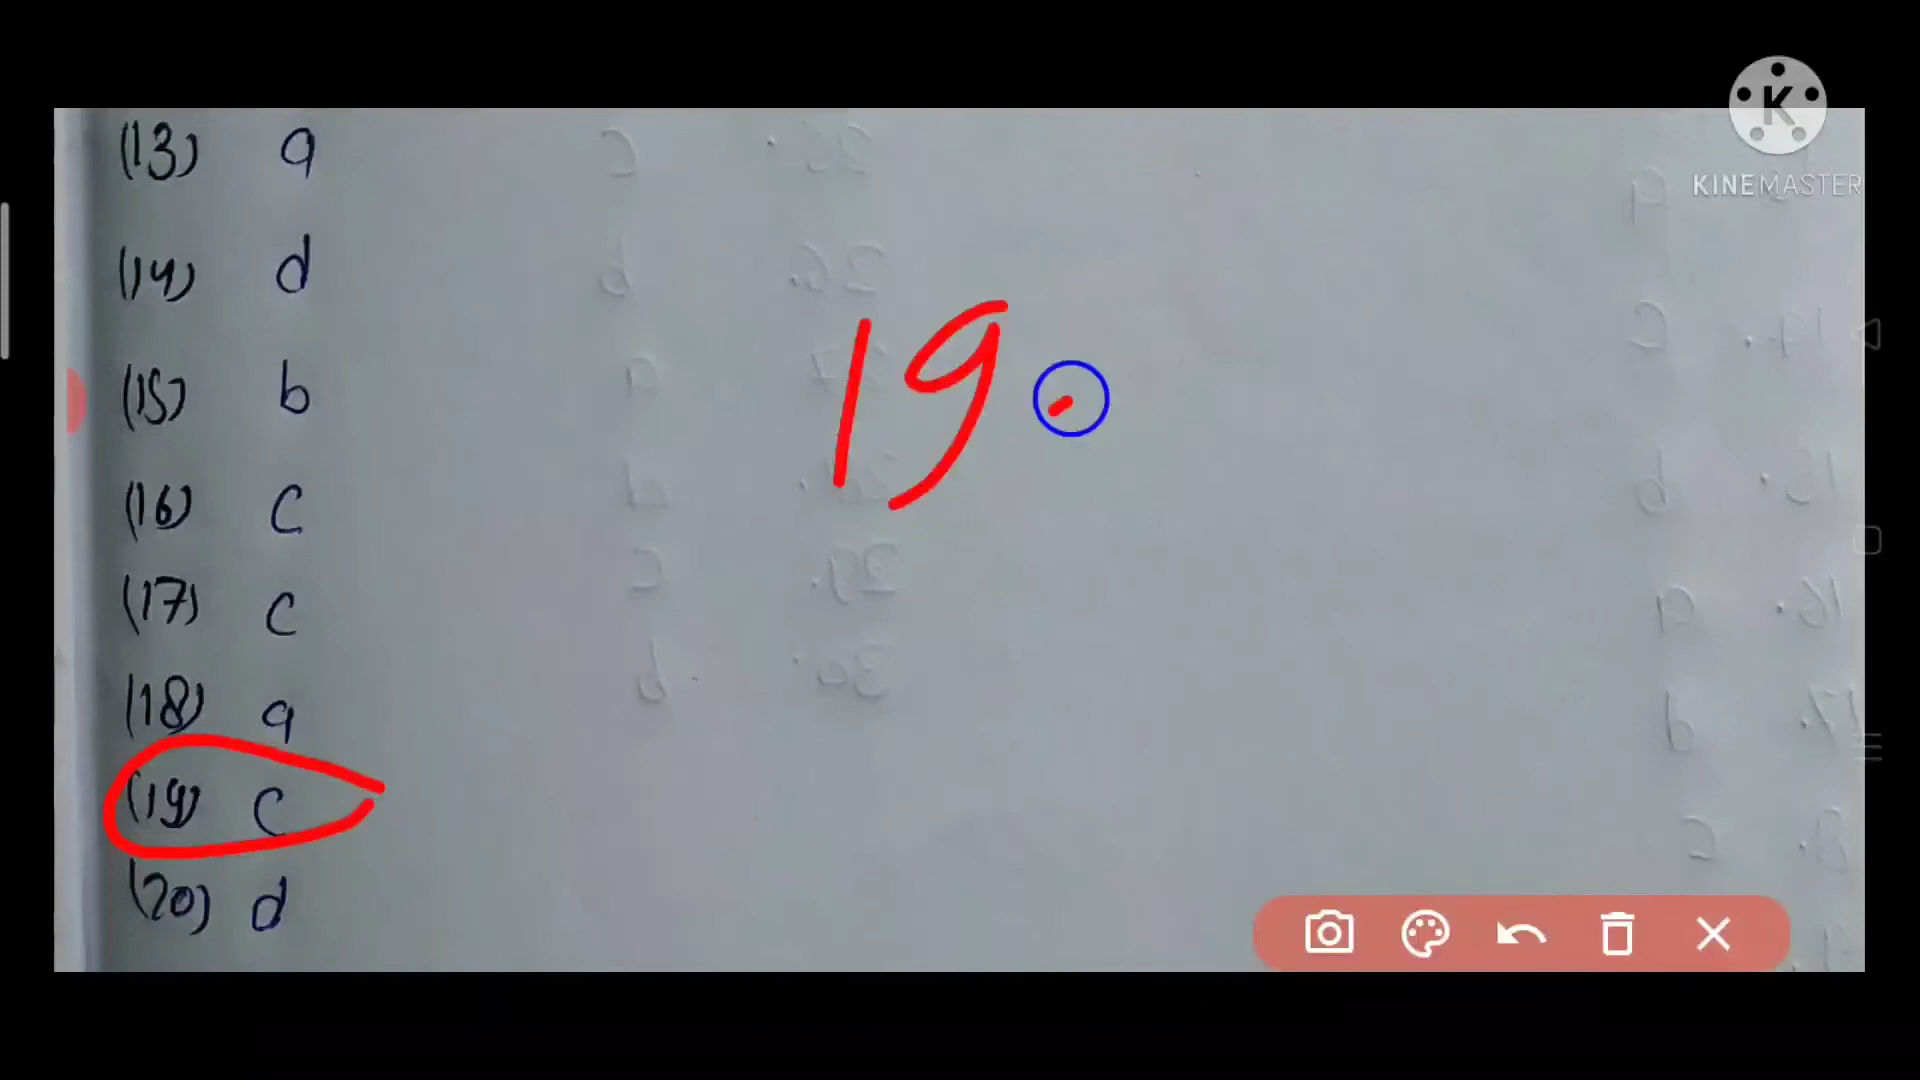 (13) a
(14) d
(15) b
(16) c
(17) c
(18) a
(19) c
(20) d
19.
K
KINEMASTER